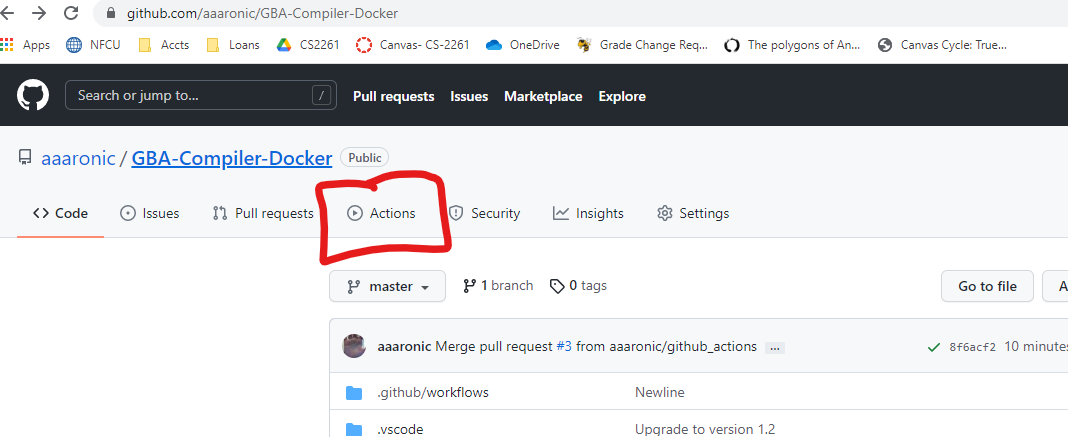 github.com/aaaronic/GBA-Compiler-Docker
Apps NFCU Accts Loans CS2261 Canvas- CS-2261 OneDrive Grade Change Req... The polygons of An... Canvas Cycle: True...
Search or jump to... / Pull requests Issues Marketplace Explore
aaaronic / GBA-Compiler-Docker Public
Code Issues Pull requests Actions Security Insights Settings
master 1 branch 0 tags Go to file A
aaaronic Merge pull request #3 from aaaronic/github_actions ... 8f6acf2 10 minutes
.github/workflows Newline
.vscode Upgrade to version 1.2